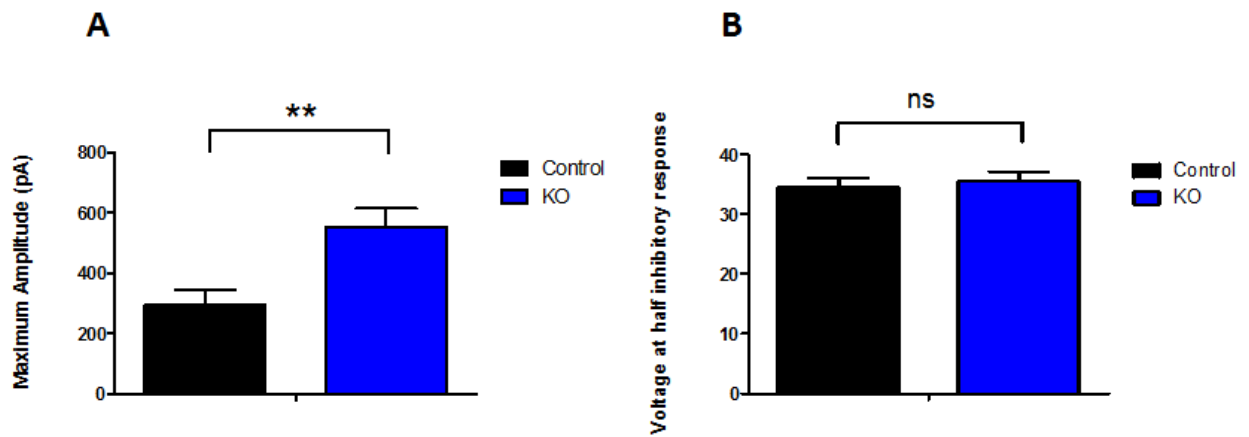 A
**
Maximum Amplitude (pA)
800
600
400
200
0
Control
KO
B
ns
Voltage at half inhibitory response
40
30
20
10
0
Control
KO